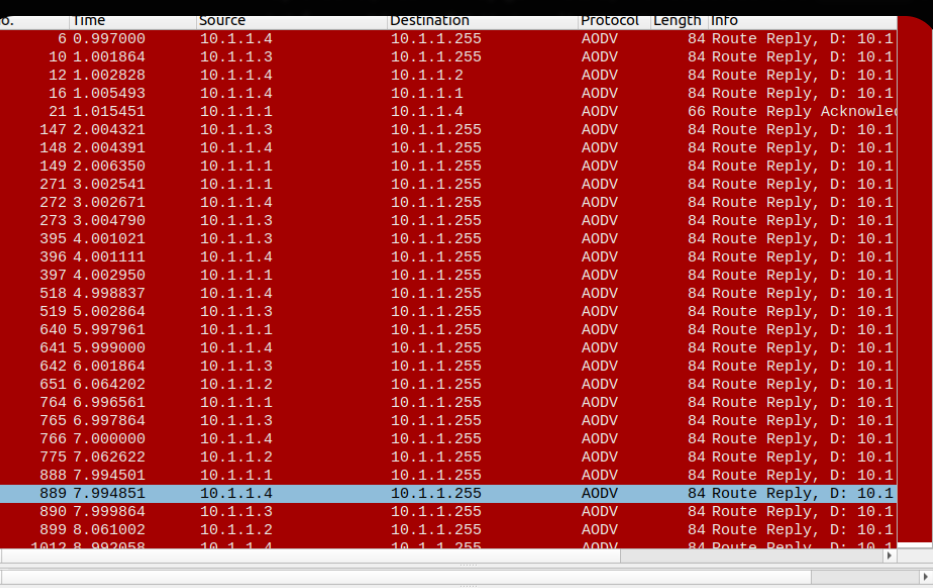 o. Time Source Destination Protocol Length Info
6 0.997000 10.1.1.4 10.1.1.255 AODV 84 Route Reply, D: 10.1
10 1.001864 10.1.1.3 10.1.1.255 AODV 84 Route Reply, D: 10.1
12 1.002828 10.1.1.4 10.1.1.2 AODV 84 Route Reply, D: 10.1
16 1.005493 10.1.1.4 10.1.1.1 AODV 84 Route Reply, D: 10.1
21 1.015451 10.1.1.1 10.1.1.4 AODV 66 Route Reply Acknowled
147 2.004321 10.1.1.3 10.1.1.255 AODV 84 Route Reply, D: 10.1
148 2.004391 10.1.1.4 10.1.1.255 AODV 84 Route Reply, D: 10.1
149 2.006350 10.1.1.1 10.1.1.255 AODV 84 Route Reply, D: 10.1
271 3.002541 10.1.1.1 10.1.1.255 AODV 84 Route Reply, D: 10.1
272 3.002671 10.1.1.4 10.1.1.255 AODV 84 Route Reply, D: 10.1
273 3.004790 10.1.1.3 10.1.1.255 AODV 84 Route Reply, D: 10.1
395 4.001021 10.1.1.3 10.1.1.255 AODV 84 Route Reply, D: 10.1
396 4.001111 10.1.1.4 10.1.1.255 AODV 84 Route Reply, D: 10.1
397 4.002950 10.1.1.1 10.1.1.255 AODV 84 Route Reply, D: 10.1
518 4.998837 10.1.1.4 10.1.1.255 AODV 84 Route Reply, D: 10.1
519 5.002864 10.1.1.3 10.1.1.255 AODV 84 Route Reply, D: 10.1
640 5.997961 10.1.1.1 10.1.1.255 AODV 84 Route Reply, D: 10.1
641 5.999000 10.1.1.4 10.1.1.255 AODV 84 Route Reply, D: 10.1
642 6.001864 10.1.1.3 10.1.1.255 AODV 84 Route Reply, D: 10.1
651 6.064202 10.1.1.2 10.1.1.255 AODV 84 Route Reply, D: 10.1
764 6.996561 10.1.1.1 10.1.1.255 AODV 84 Route Reply, D: 10.1
765 6.997864 10.1.1.3 10.1.1.255 AODV 84 Route Reply, D: 10.1
766 7.000000 10.1.1.4 10.1.1.255 AODV 84 Route Reply, D: 10.1
775 7.062622 10.1.1.2 10.1.1.255 AODV 84 Route Reply, D: 10.1
888 7.994501 10.1.1.1 10.1.1.255 AODV 84 Route Reply, D: 10.1
889 7.994851 10.1.1.4 10.1.1.255 AODV 84 Route Reply, D: 10.1
890 7.999864 10.1.1.3 10.1.1.255 AODV 84 Route Reply, D: 10.1
899 8.061002 10.1.1.2 10.1.1.255 AODV 84 Route Reply, D: 10.1
1012 8.992058 10.1.1.4 10.1.1.255 AODV 84 Route Reply, D: 10.1